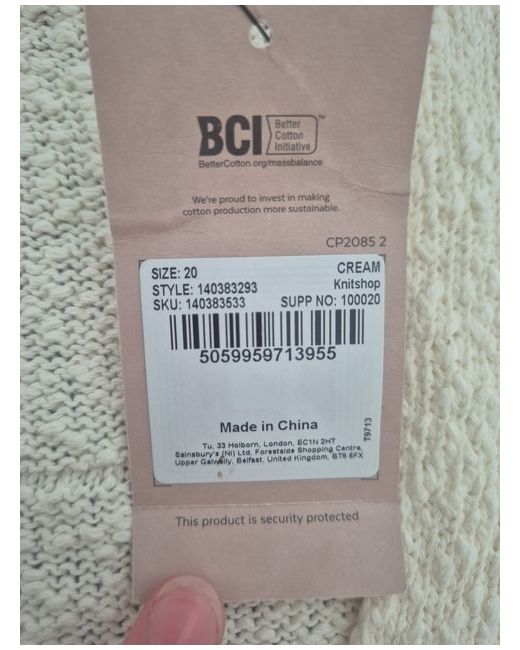 BCI Better Cotton Initiative™
BetterCotton.org/massbalance
We're proud to invest in making
cotton production more sustainable.
CP2085 2
SIZE: 20 CREAM
STYLE: 140383293 Knitshop
SKU: 140383533 SUPP NO: 100020
5059959713955
Made in China
T9713
Tu, 33 Holborn, London, EC1N 2HT
Sainsbury's (NI) Ltd, Forestside Shopping Centre,
Upper Galwally, Belfast, United Kingdom, BT8 6FX
This product is security protected